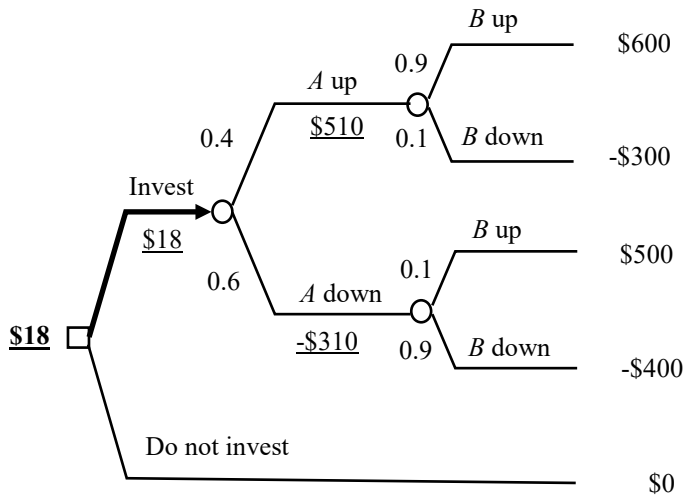 B up
$600
0.9
A up
$510
0.1
B down
-$300
0.4
Invest
$18
0.6
B up
$500
0.1
A down
-$310
0.9
B down
-$400
$18
Do not invest
$0